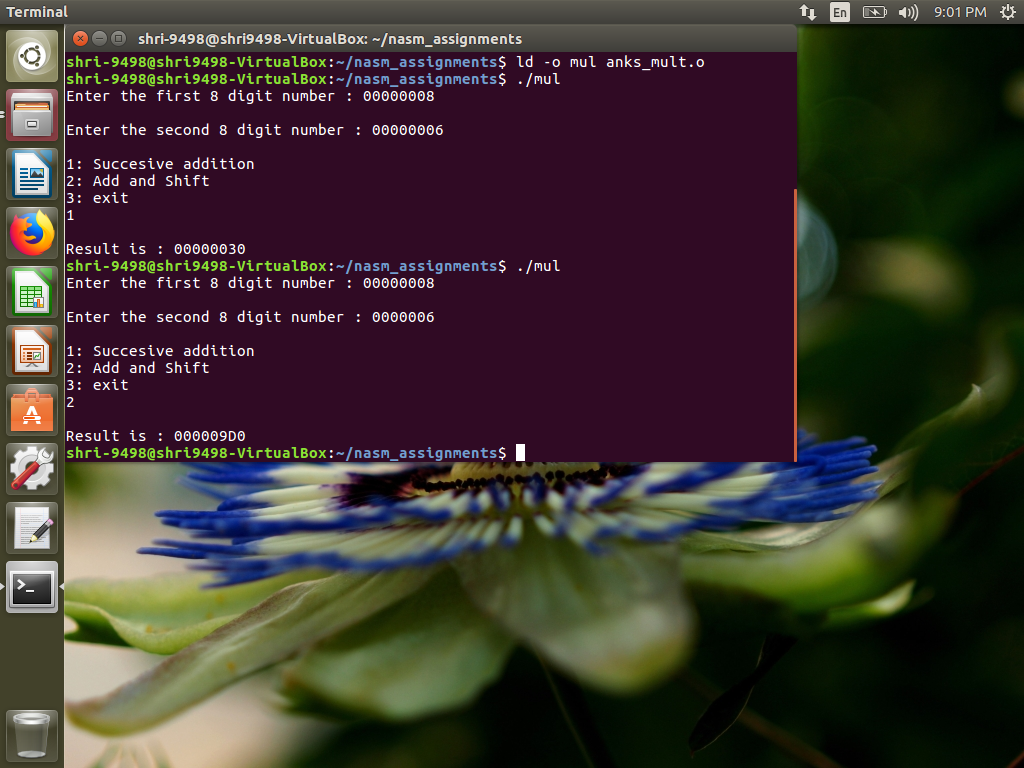 Terminal
En
9:01 PM
shri-9498@shri9498-VirtualBox: ~/nasm_assignments
shri-9498@shri9498-VirtualBox:~/nasm_assignments$ ld -o mul anks_mult.o
shri-9498@shri9498-VirtualBox:~/nasm_assignments$ ./mul
Enter the first 8 digit number : 00000008
Enter the second 8 digit number : 00000006
1: Succesive addition
2: Add and Shift
3: exit
1
Result is : 00000030
shri-9498@shri9498-VirtualBox:~/nasm_assignments$ ./mul
Enter the first 8 digit number : 00000008
Enter the second 8 digit number : 0000006
1: Succesive addition
2: Add and Shift
3: exit
2
Result is : 000009D0
shri-9498@shri9498-VirtualBox:~/nasm_assignments$